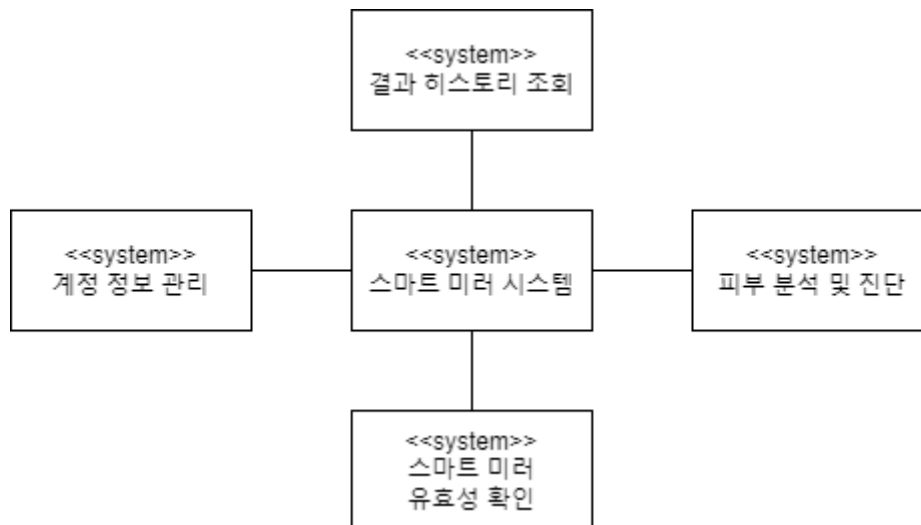 <<system>>
결과 히스토리 조회
<<system>>
계정 정보 관리
<<system>>
스마트 미러 시스템
<<system>>
피부 분석 및 진단
<<system>>
스마트 미러
유효성 확인